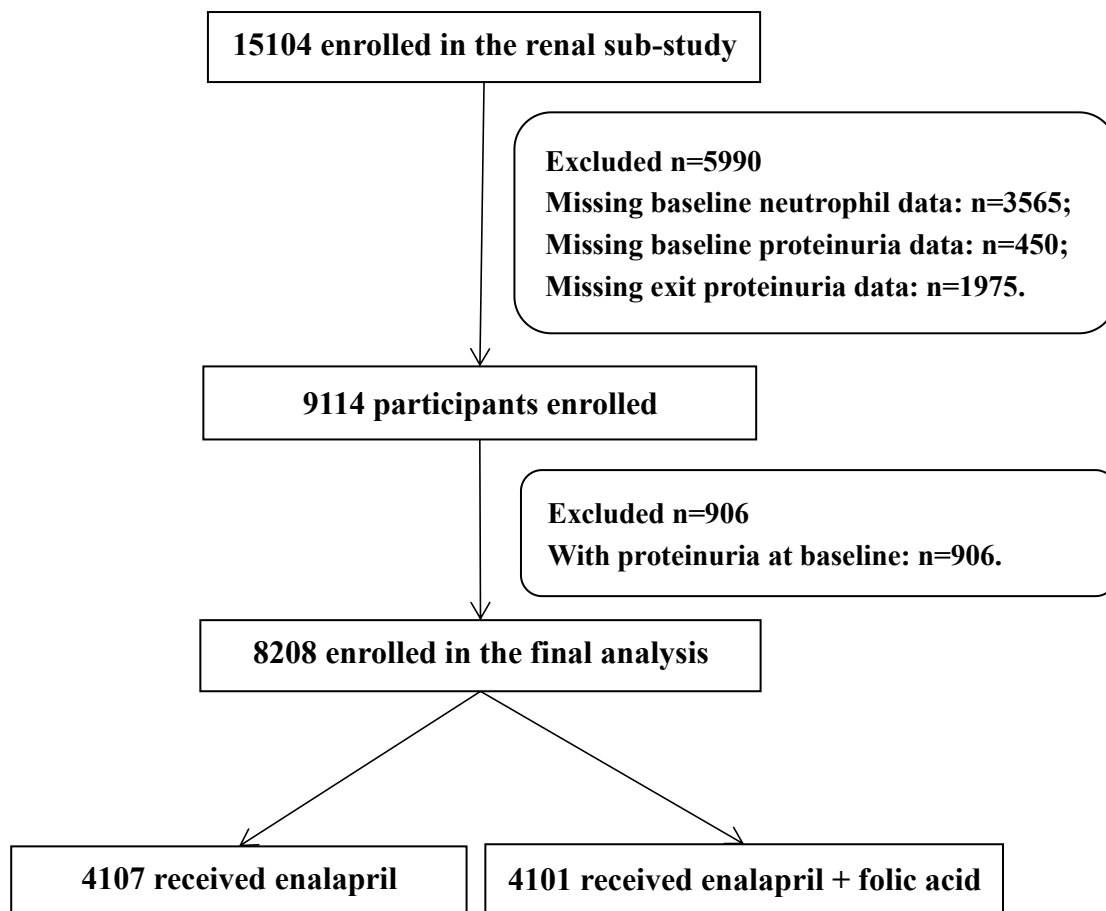 15104 enrolled in the renal sub-study
Excluded n=5990
Missing baseline neutrophil data: n=3565;
Missing baseline proteinuria data: n=450;
Missing exit proteinuria data: n=1975.
9114 participants enrolled
Excluded n=906
With proteinuria at baseline: n=906.
8208 enrolled in the final analysis
4107 received enalapril
4101 received enalapril + folic acid